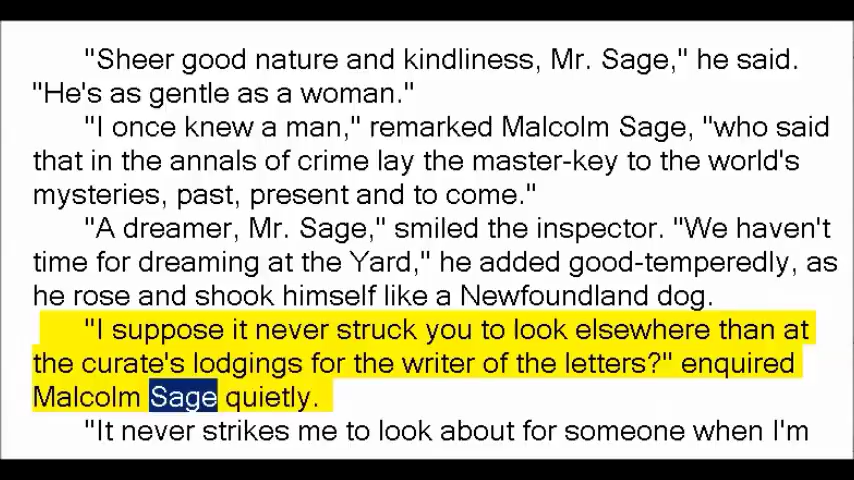 "Sheer good nature and kindliness, Mr. Sage," he said.
"He's as gentle as a woman."
"I once knew a man," remarked Malcolm Sage, "who said
that in the annals of crime lay the master-key to the world's
mysteries, past, present and to come."
"A dreamer, Mr. Sage," smiled the inspector. "We haven't
time for dreaming at the Yard," he added good-temperedly, as
he rose and shook himself like a Newfoundland dog.
"I suppose it never struck you to look elsewhere than at
the curate's lodgings for the writer of the letters?" enquired
Malcolm Sage quietly.
"It never strikes me to look about for someone when I'm